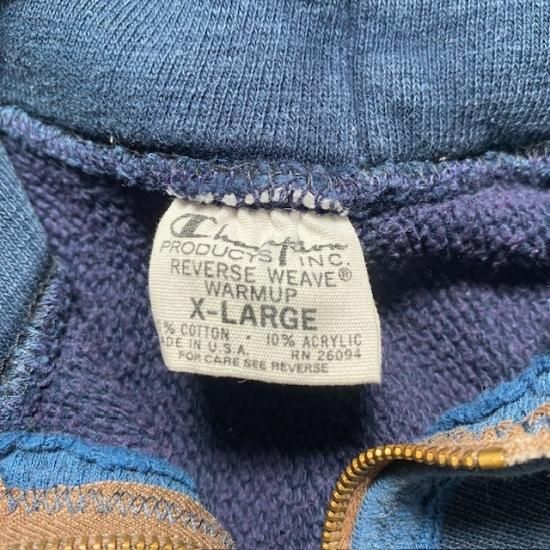 Champion
PRODUCTS INC.
REVERSE WEAVE®
WARMUP
X-LARGE
% COTTON · 10% ACRYLIC
ADE IN U.S.A. RN 26094
FOR CARE SEE REVERSE